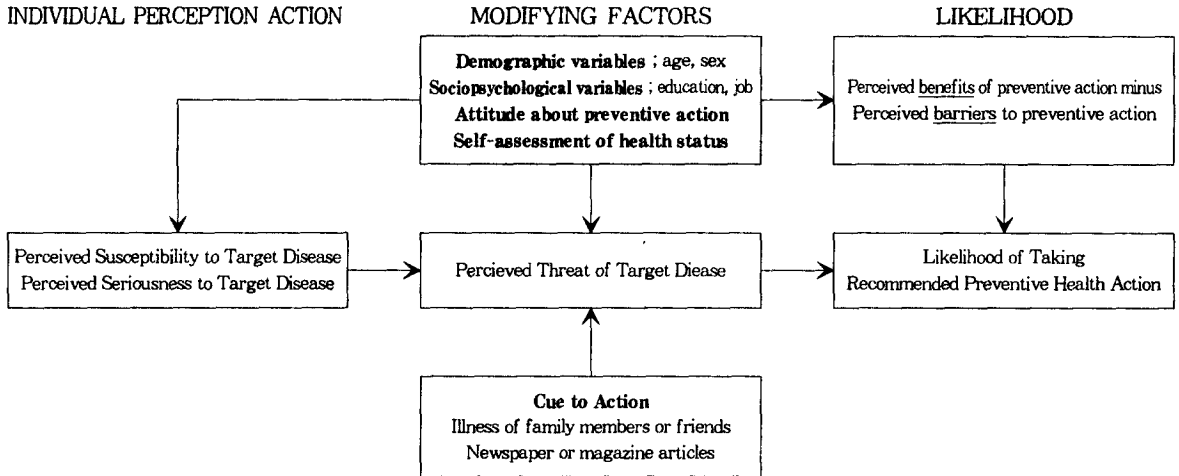 INDIVIDUAL PERCEPTION ACTION
MODIFYING FACTORS
LIKELIHOOD
Demographic variables ; age, sex
Sociopsychological variables ; education, job
Attitude about preventive action
Self-assessment of health status
Perceived benefits of preventive action minus
Perceived barriers to preventive action
Perceived Susceptibility to Target Disease
Perceived Seriousness to Target Disease
Percieved Threat of Target Diease
Likelihood of Taking
Recommended Preventive Health Action
Cue to Action
Illness of family members or friends
Newspaper or magazine articles